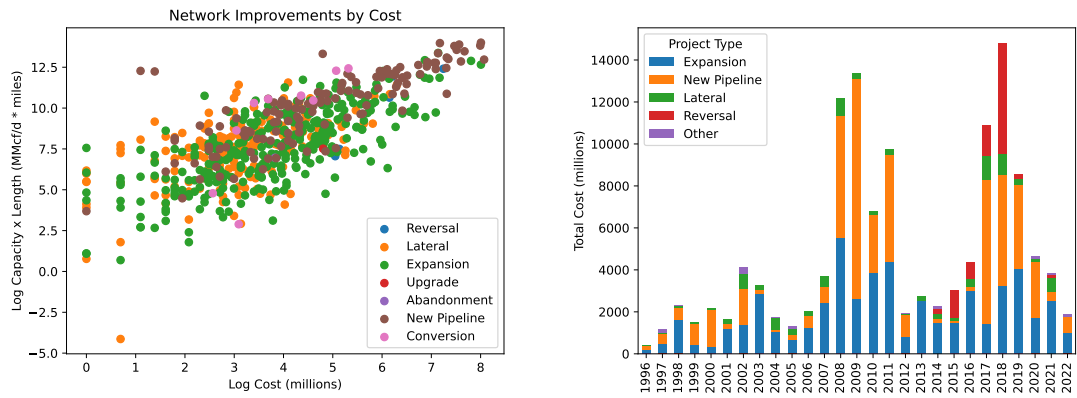 Network Improvements by Cost
Log Capacity x Length (MMcf/d * miles)
12.5
10.0
7.5
5.0
2.5
0.0
−2.5
−5.0
0 1 2 3 4 5 6 7 8
Log Cost (millions)
Reversal
Lateral
Expansion
Upgrade
Abandonment
New Pipeline
Conversion
Total Cost (millions)
14000
12000
10000
8000
6000
4000
2000
0
Project Type
Expansion
New Pipeline
Lateral
Reversal
Other
1996 1997 1998 1999 2000 2001 2002 2003 2004 2005 2006 2007 2008 2009 2010 2011 2012 2013 2014 2015 2016 2017 2018 2019 2020 2021 2022